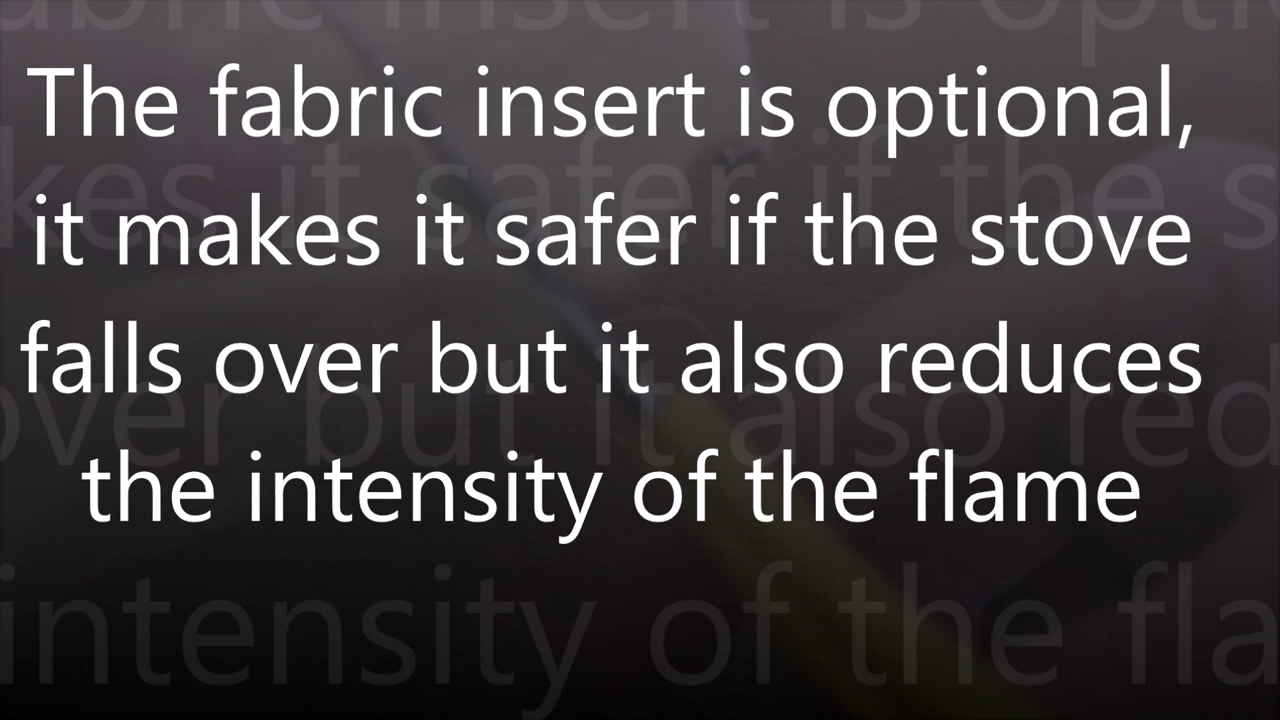 The fabric insert is optional,
it makes it safer if the stove
falls over but it also reduces
the intensity of the flame